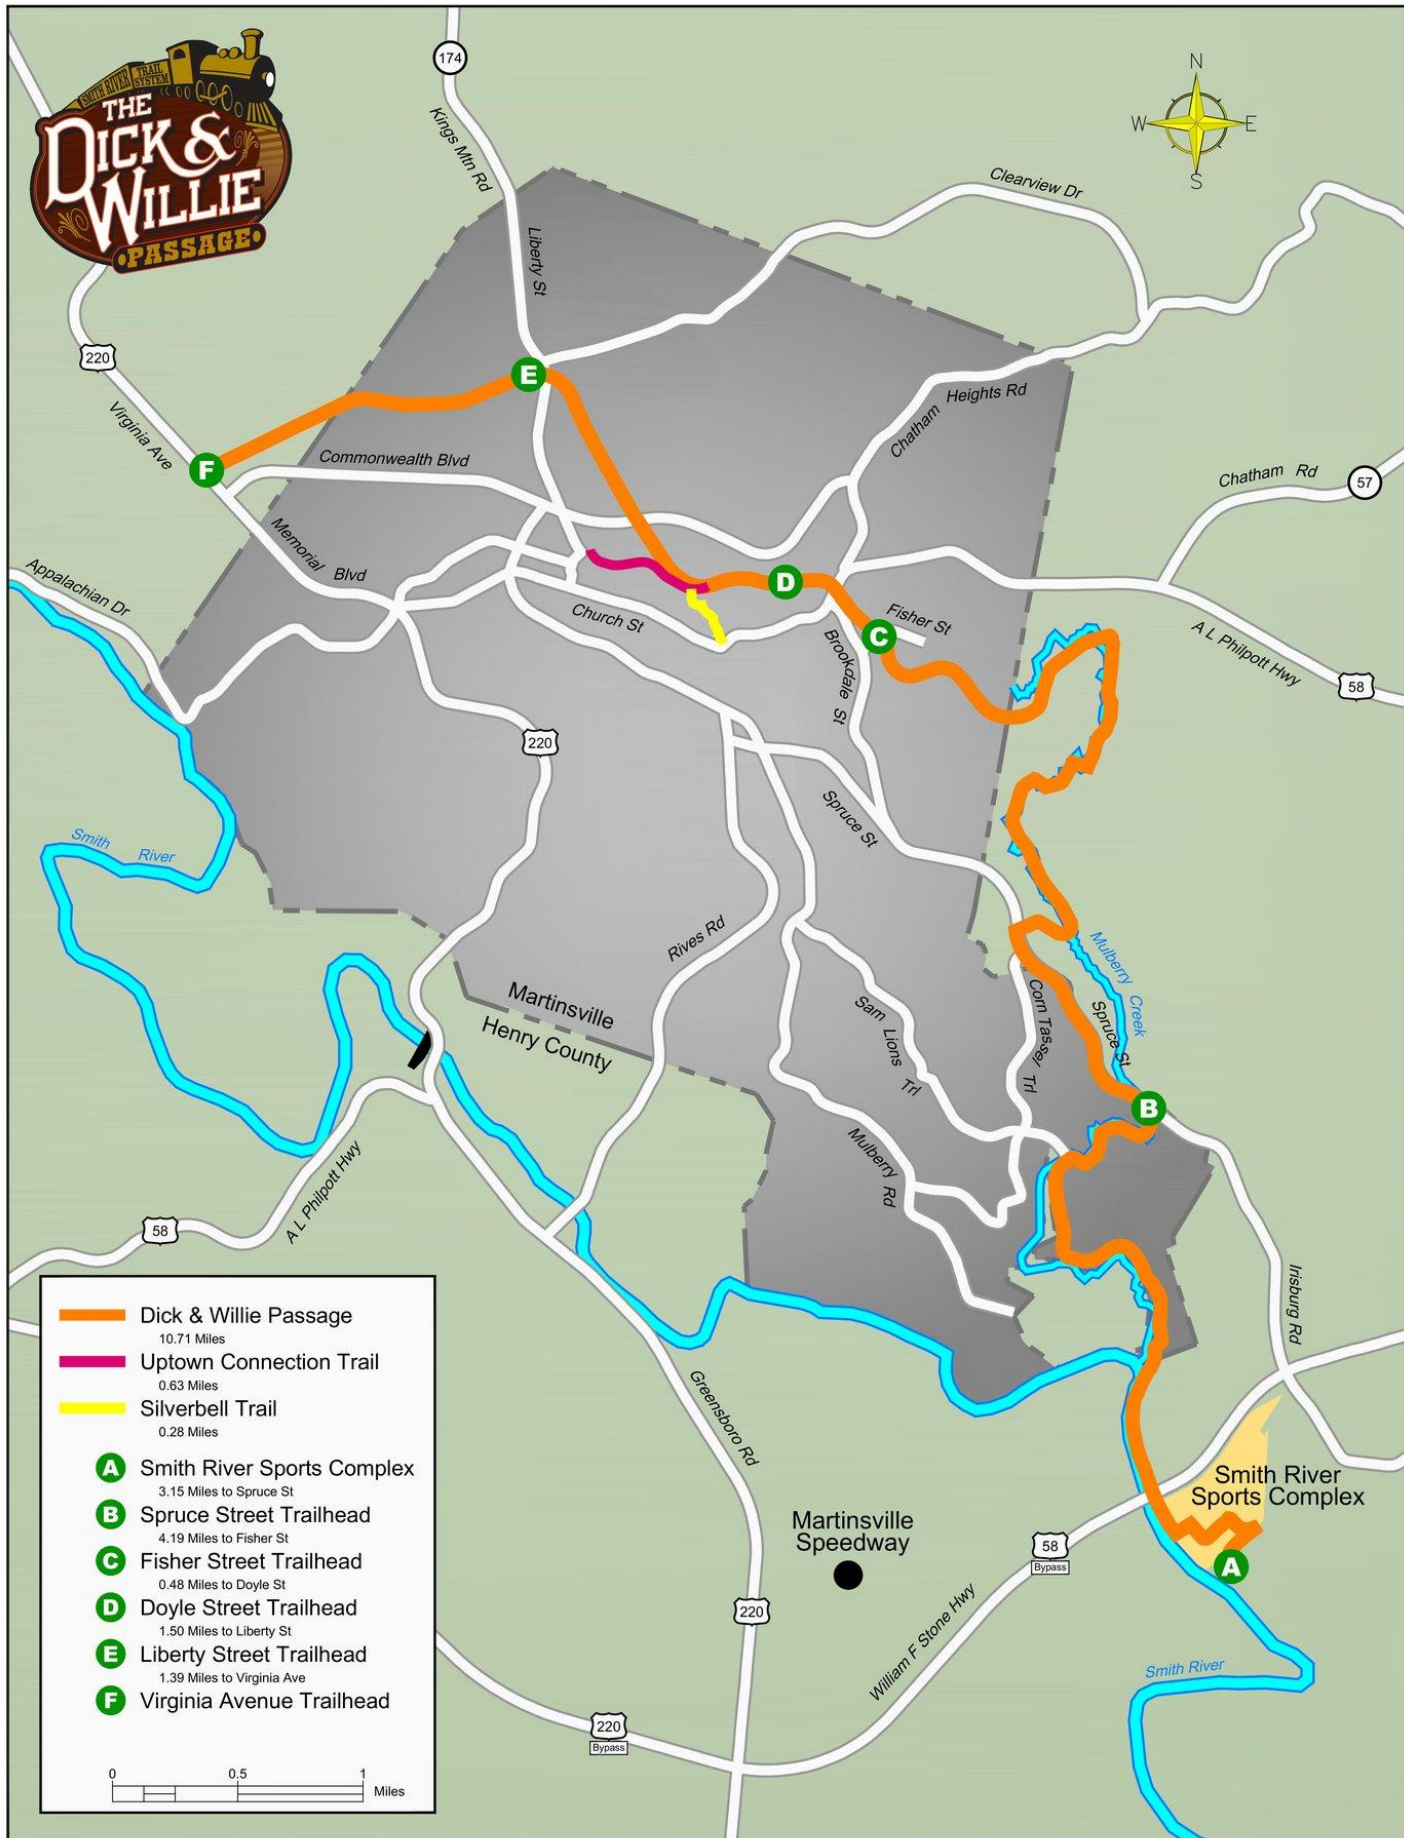 SMITH RIVER
TRAIL
SYSTEM
THE
DICK &
WILLIE
PASSAGE
174
Kings Mtn Rd
N
W
E
S
Clearview Dr
Liberty St
220
E
Heights Rd
Chatham
Virginia Ave
F
Commonwealth Blvd
Chatham Rd
57
Memorial
Blvd
Appalachian Dr
D
Church St
C
Fisher St
Brookdale St
A L Philpott Hwy
58
220
Spruce St
Smith River
Rives Rd
Mulberry Creek
Martinsville
Henry County
Sam Lions Trl
Corn Tassel Trl
Spruce St
B
Mulberry Rd
A L Philpott Hwy
58
Irisburg Rd
Greensboro Rd
Smith River
Sports Complex
Martinsville
Speedway
58
Bypass
A
220
William F Stone Hwy
Smith River
220
Bypass
Dick & Willie Passage
10.71 Miles
Uptown Connection Trail
0.63 Miles
Silverbell Trail
0.28 Miles
A Smith River Sports Complex
3.15 Miles to Spruce St
B Spruce Street Trailhead
4.19 Miles to Fisher St
C Fisher Street Trailhead
0.48 Miles to Doyle St
D Doyle Street Trailhead
1.50 Miles to Liberty St
E Liberty Street Trailhead
1.39 Miles to Virginia Ave
F Virginia Avenue Trailhead
0 0.5 1
Miles